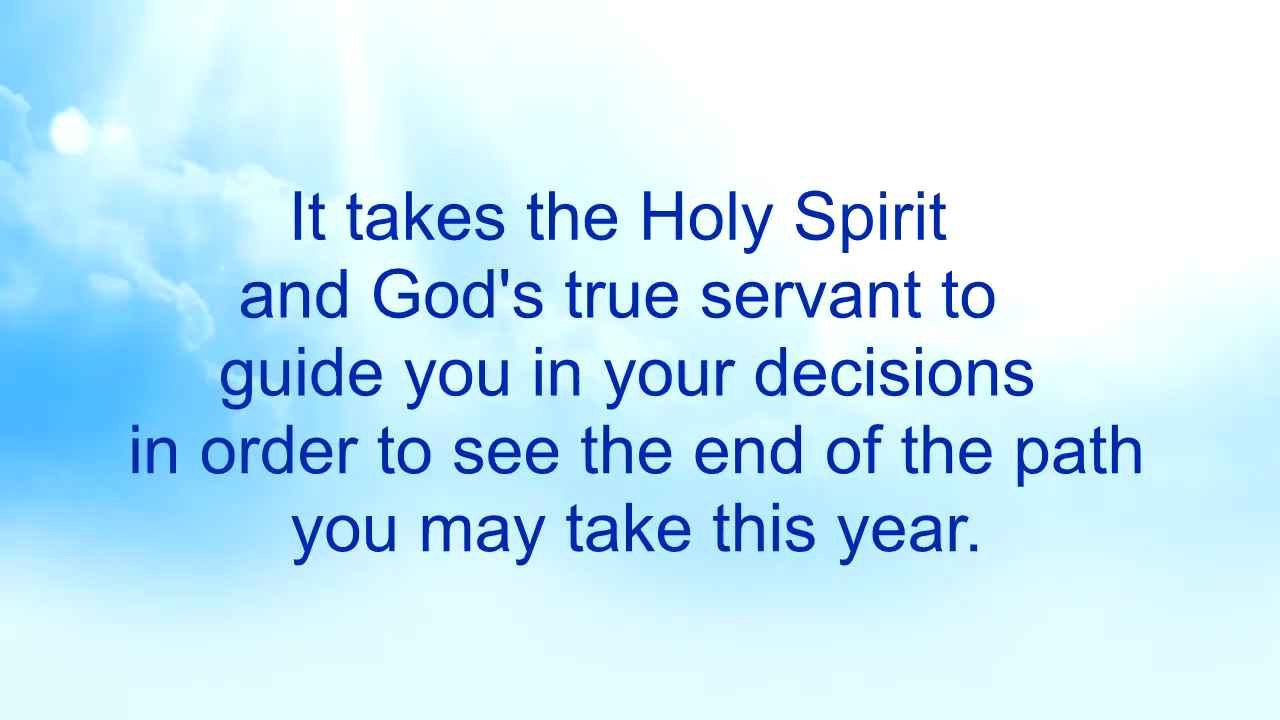 It takes the Holy Spirit
and God's true servant to
guide you in your decisions
in order to see the end of the path
you may take this year.